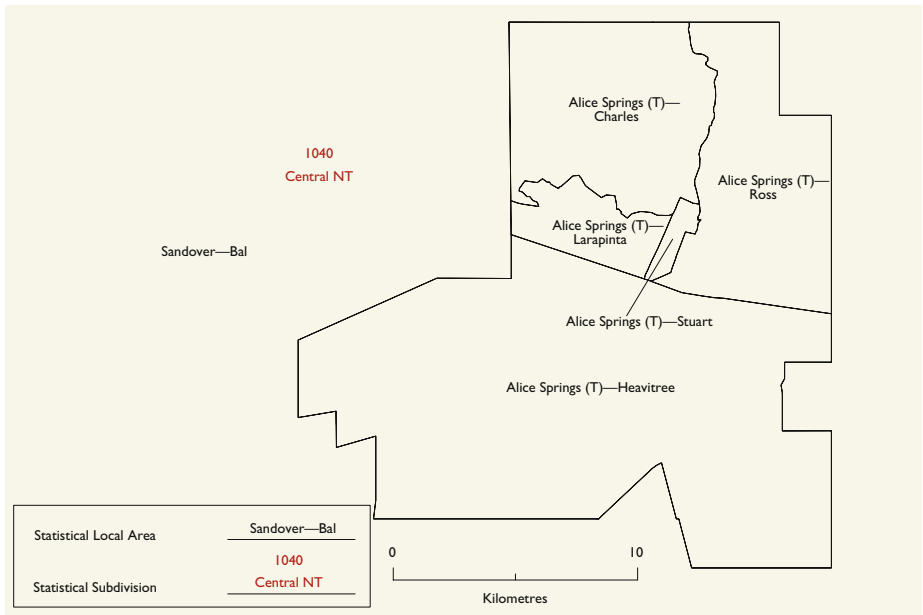 Alice Springs (T)—
Charles
1040
Central NT
Alice Springs (T)—
Ross
Alice Springs (T)—
Larapinta
Sandover—Bal
Alice Springs (T)—Stuart
Alice Springs (T)—Heavitree
Statistical Local Area
Sandover—Bal
Statistical Subdivision
1040
Central NT
0
10
Kilometres